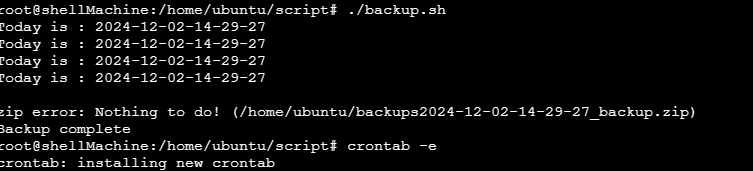 root@shellMachine:/home/ubuntu/script# ./backup.sh
Today is : 2024-12-02-14-29-27
Today is : 2024-12-02-14-29-27
Today is : 2024-12-02-14-29-27
Today is : 2024-12-02-14-29-27
zip error: Nothing to do! (/home/ubuntu/backups2024-12-02-14-29-27_backup.zip)
Backup complete
root@shellMachine:/home/ubuntu/script# crontab -e
crontab: installing new crontab